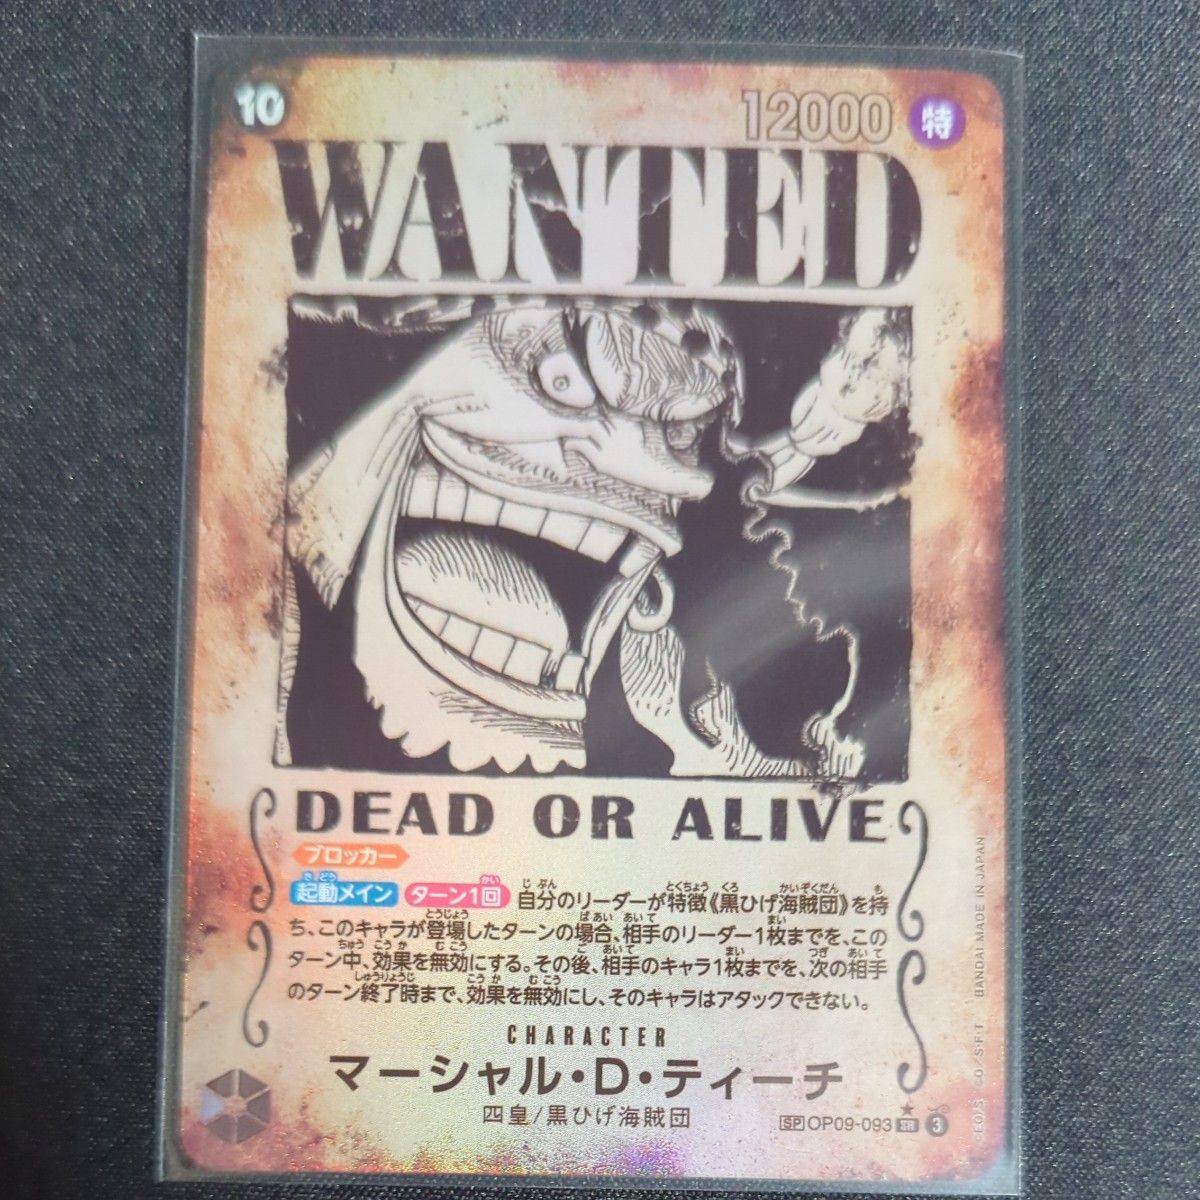 10
12000
特
WANTED
DEAD OR ALIVE
ブロッカー
起動メイン ターン1回 自分のリーダーが特徴《黒ひげ海賊団》を持
ち、このキャラが登場したターンの場合、相手のリーダー1枚までを、この
ターン中、効果を無効にする。その後、相手のキャラ1枚までを、次の相手
のターン終了時まで、効果を無効にし、そのキャラはアタックできない。
CHARACTER
マーシャル・D・ティーチ
四皇/黒ひげ海賊団
SP OP09-093 SR 3
©E.O/S. CO./S.F.T BANDAI MADE IN JAPAN